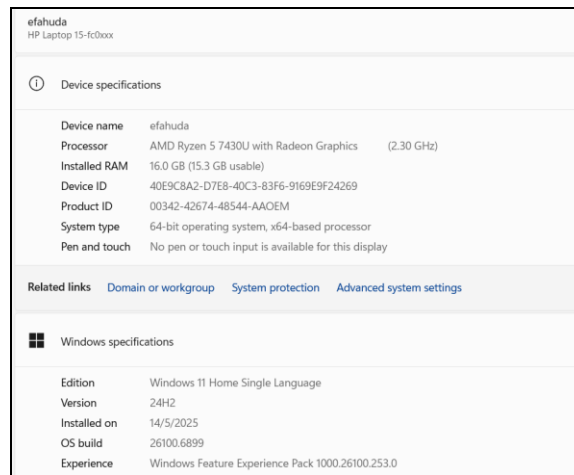 efahuda
HP Laptop 15-fc0xxx
Device specifications
Device name efahuda
Processor AMD Ryzen 5 7430U with Radeon Graphics (2.30 GHz)
Installed RAM 16.0 GB (15.3 GB usable)
Device ID 40E9C8A2-D7E8-40C3-83F6-9169E9F24269
Product ID 00342-42674-48544-AAOEM
System type 64-bit operating system, x64-based processor
Pen and touch No pen or touch input is available for this display
Related links Domain or workgroup System protection Advanced system settings
Windows specifications
Edition Windows 11 Home Single Language
Version 24H2
Installed on 14/5/2025
OS build 26100.6899
Experience Windows Feature Experience Pack 1000.26100.253.0